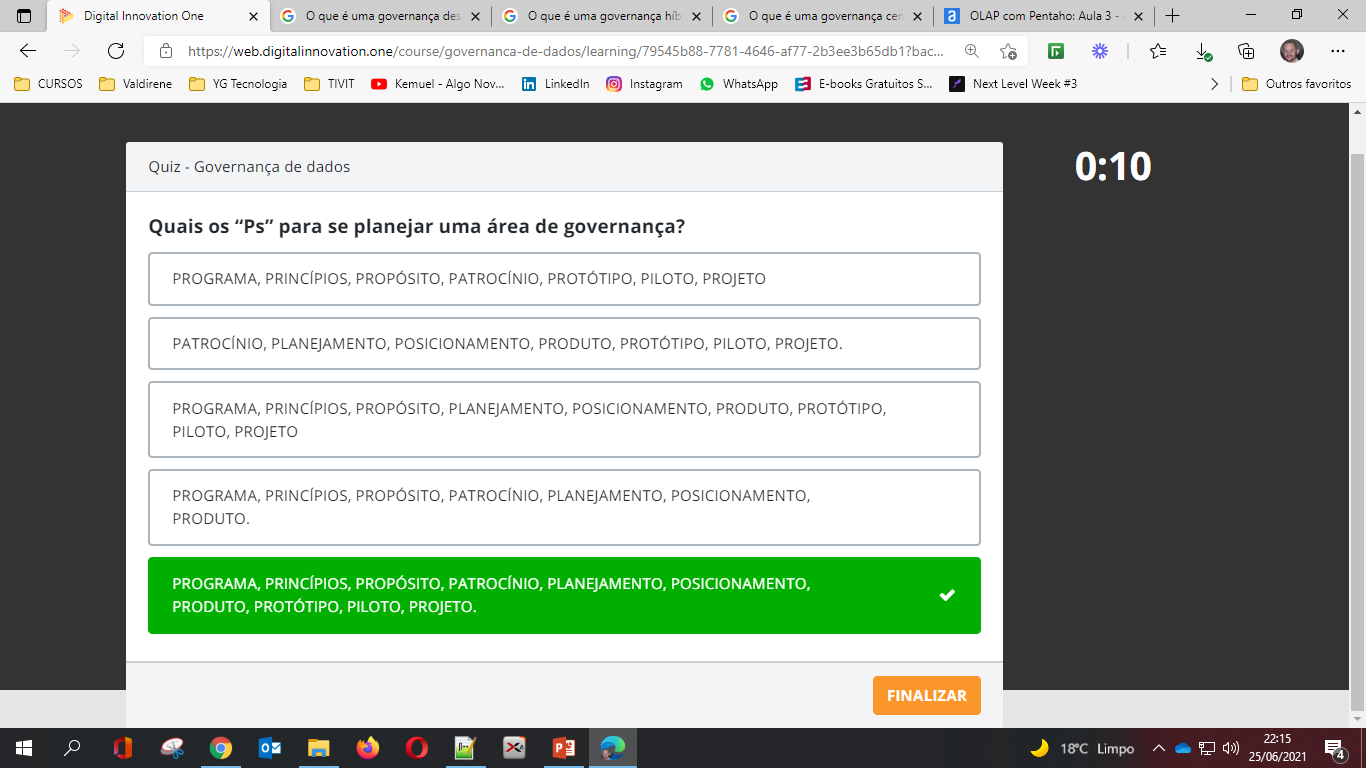 Digital Innovation One
O que é uma governança des
O que é uma governança híb
O que é uma governança cen
OLAP com Pentaho: Aula 3 -
https://web.digitalinnovation.one/course/governanca-de-dados/learning/79545b88-7781-4646-af77-2b3ee3b65db1?bac...
CURSOS
Valdirene
YG Tecnologia
TIVIT
Kemuel - Algo Nov...
LinkedIn
Instagram
WhatsApp
E-books Gratuitos S...
Next Level Week #3
Outros favoritos
0:10
Quiz - Governança de dados
Quais os “Ps” para se planejar uma área de governança?
PROGRAMA, PRINCÍPIOS, PROPÓSITO, PATROCÍNIO, PROTÓTIPO, PILOTO, PROJETO
PATROCÍNIO, PLANEJAMENTO, POSICIONAMENTO, PRODUTO, PROTÓTIPO, PILOTO, PROJETO.
PROGRAMA, PRINCÍPIOS, PROPÓSITO, PLANEJAMENTO, POSICIONAMENTO, PRODUTO, PROTÓTIPO,
PILOTO, PROJETO
PROGRAMA, PRINCÍPIOS, PROPÓSITO, PATROCÍNIO, PLANEJAMENTO, POSICIONAMENTO,
PRODUTO.
PROGRAMA, PRINCÍPIOS, PROPÓSITO, PATROCÍNIO, PLANEJAMENTO, POSICIONAMENTO,
PRODUTO, PROTÓTIPO, PILOTO, PROJETO.
FINALIZAR
18°C Limpo
22:15
25/06/2021
4